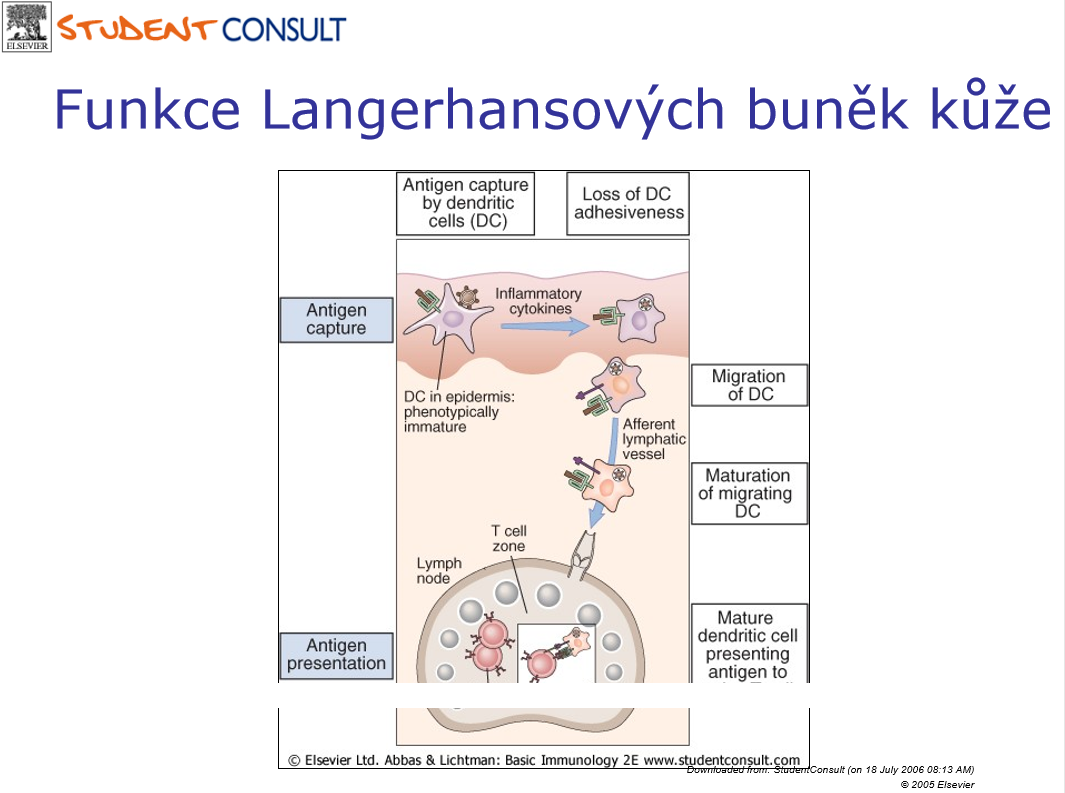 ELSEVIER
STUDENT CONSULT
Funkce Langerhansových buněk kůže
Antigen capture
by dendritic
cells (DC)
Loss of DC
adhesiveness
Antigen
capture
Inflammatory
cytokines
DC in epidermis:
phenotypically
immature
Migration
of DC
Afferent
lymphatic
vessel
Maturation
of migrating
DC
T cell
zone
Lymph
node
Antigen
presentation
Mature
dendritic cell
presenting
antigen to
© Elsevier Ltd. Abbas & Lichtman: Basic Immunology 2E www.studentconsult.com
Downloaded from: StudentConsult (on 18 July 2006 08:13 AM)
© 2005 Elsevier